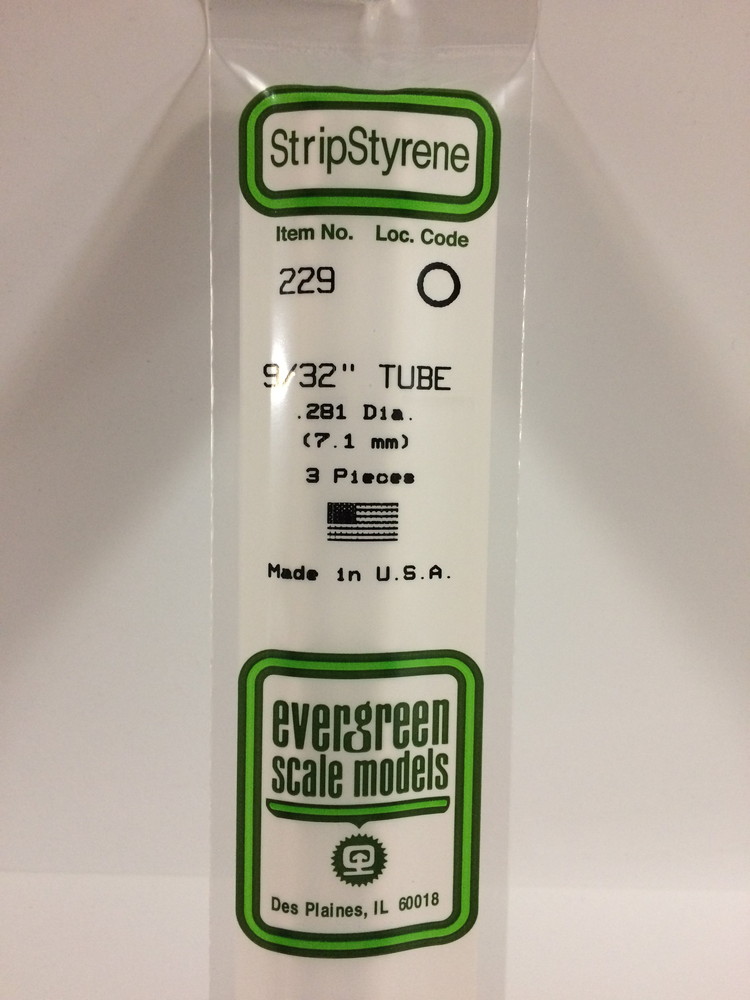 StripStyrene
Item No. Loc. Code
229
9/32" TUBE
.281 Dia.
(7.1 mm)
3 Pieces
Made in U.S.A.
evergreen
scale models
Des Plaines, IL 60018